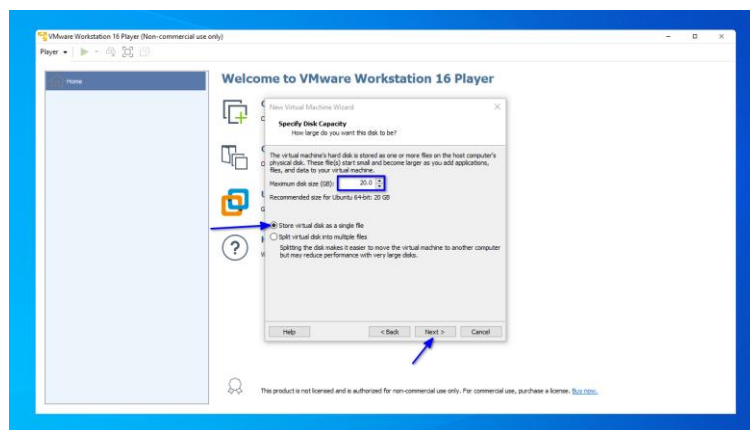 VMware Workstation 16 Player (Non-commercial use only)
Player
Home
Welcome to VMware Workstation 16 Player
New Virtual Machine Wizard
Specify Disk Capacity
How large do you want this disk to be?
The virtual machine's hard disk is stored as one or more files on the host computer's
physical disk. These file(s) start small and become larger as you add applications,
files, and data to your virtual machine.
Maximum disk size (GB): 20.0
Recommended size for Ubuntu 64-bit: 20 GB
Store virtual disk as a single file
Split virtual disk into multiple files
Splitting the disk makes it easier to move the virtual machine to another computer
but may reduce performance with very large disks.
Help < Back Next > Cancel
This product is not licensed and is authorized for non-commercial use only. For commercial use, purchase a license. Buy now.